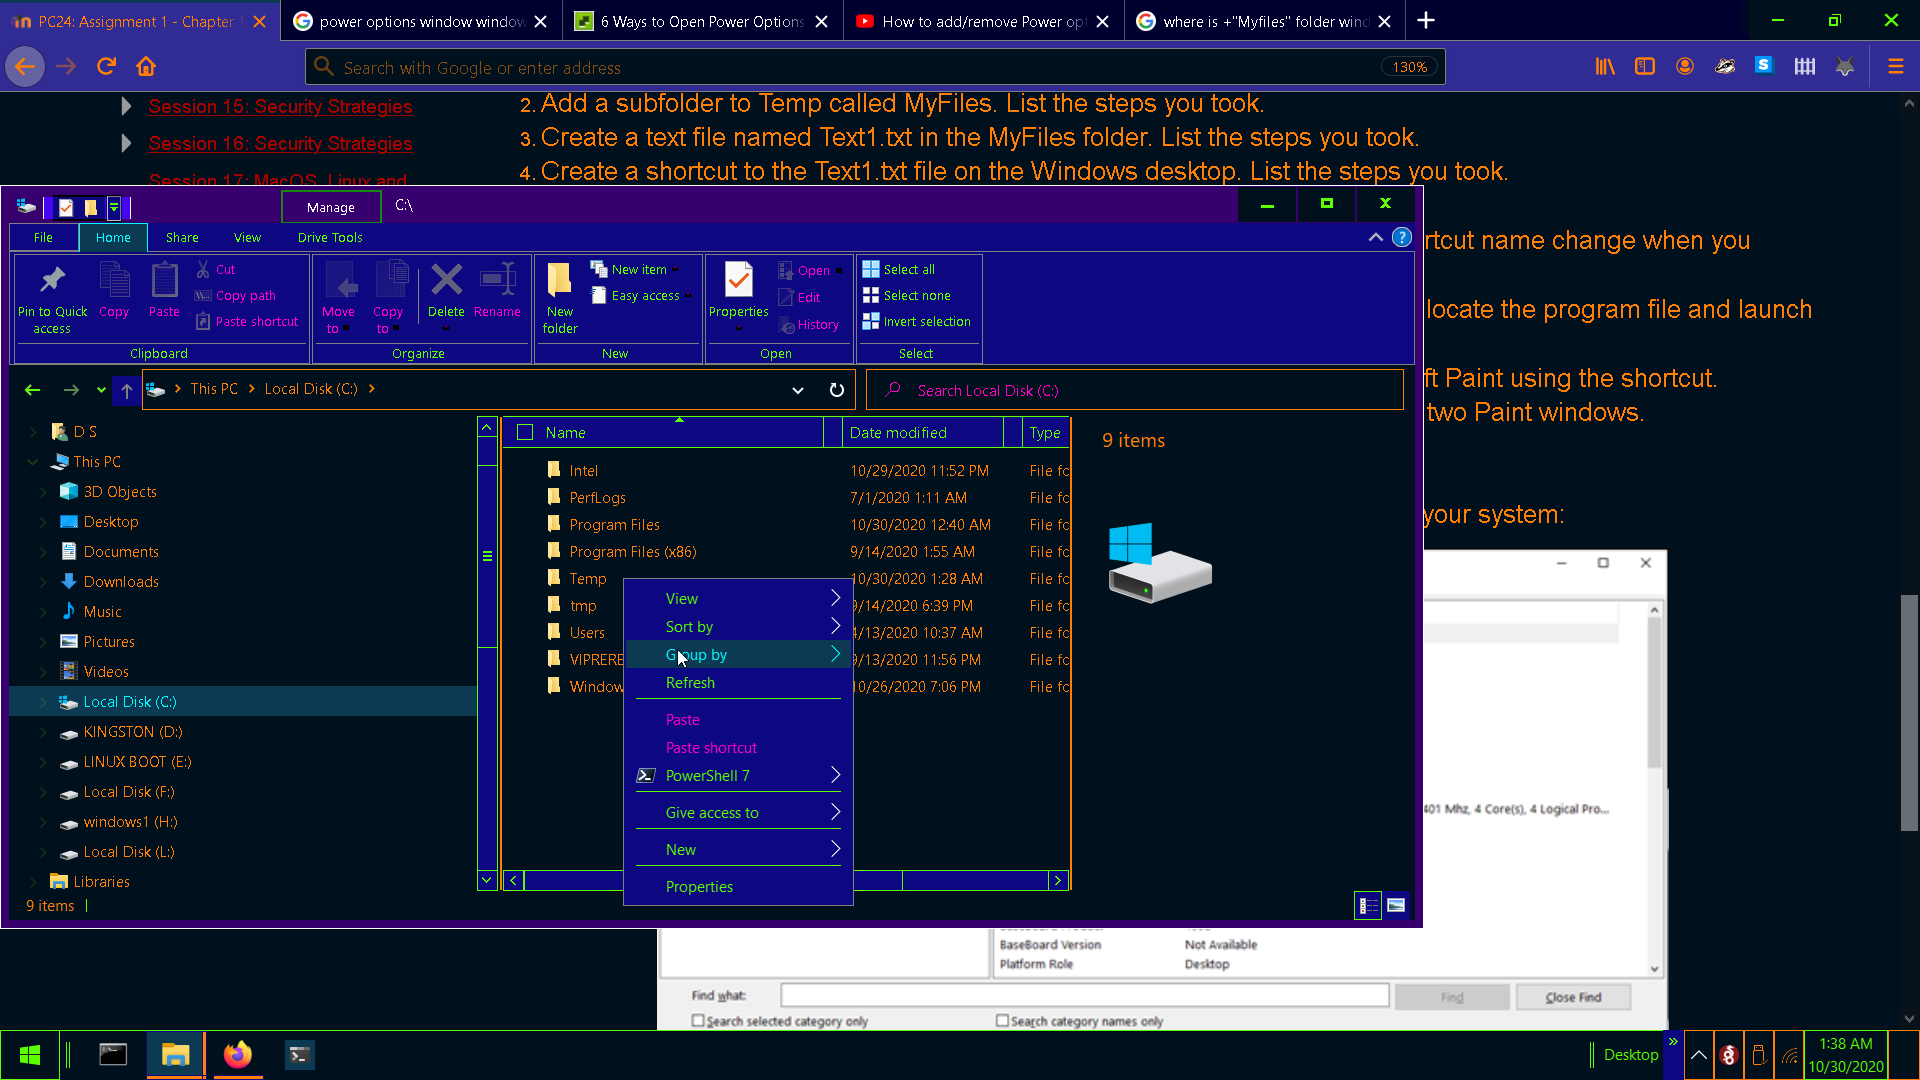 PC24: Assignment 1 - Chapter 1
power options window window
6 Ways to Open Power Options
How to add/remove Power op
where is +"Myfiles" folder wind
Search with Google or enter address
130%
Session 15: Security Strategies
Session 16: Security Strategies
Session 17: MacOS, Linux and
2. Add a subfolder to Temp called MyFiles. List the steps you took.
3. Create a text file named Text1.txt in the MyFiles folder. List the steps you took.
4. Create a shortcut to the Text1.txt file on the Windows desktop. List the steps you took.
rtcut name change when you
locate the program file and launch
ft Paint using the shortcut.
two Paint windows.
your system:
Manage
C:\
File
Home
Share
View
Drive Tools
Pin to Quick access
Copy
Paste
Cut
Copy path
Paste shortcut
Clipboard
Move to
Copy to
Delete
Rename
Organize
New folder
New item
Easy access
New
Properties
Open
Edit
History
Open
Select all
Select none
Invert selection
Select
This PC
Local Disk (C:)
Search Local Disk (C:)
D S
This PC
3D Objects
Desktop
Documents
Downloads
Music
Pictures
Videos
Local Disk (C:)
KINGSTON (D:)
LINUX BOOT (E:)
Local Disk (F:)
windows1 (H:)
Local Disk (L:)
Libraries
9 items
Name
Date modified
Type
Intel 10/29/2020 11:52 PM File fo
PerfLogs 7/1/2020 1:11 AM File fo
Program Files 10/30/2020 12:40 AM File fo
Program Files (x86) 9/14/2020 1:55 AM File fo
Temp 10/30/2020 1:28 AM File fo
tmp 9/14/2020 6:39 PM File fo
Users 4/13/2020 10:37 AM File fo
VIPRERE 9/13/2020 11:56 PM File fo
Window 10/26/2020 7:06 PM File fo
9 items
View
Sort by
Group by
Refresh
Paste
Paste shortcut
PowerShell 7
Give access to
New
Properties
401 Mhz, 4 Core(s), 4 Logical Pro...
BaseBoard Version Not Available
Platform Role Desktop
Find what:
Find
Close Find
Search selected category only
Search category names only
Desktop
1:38 AM
10/30/2020